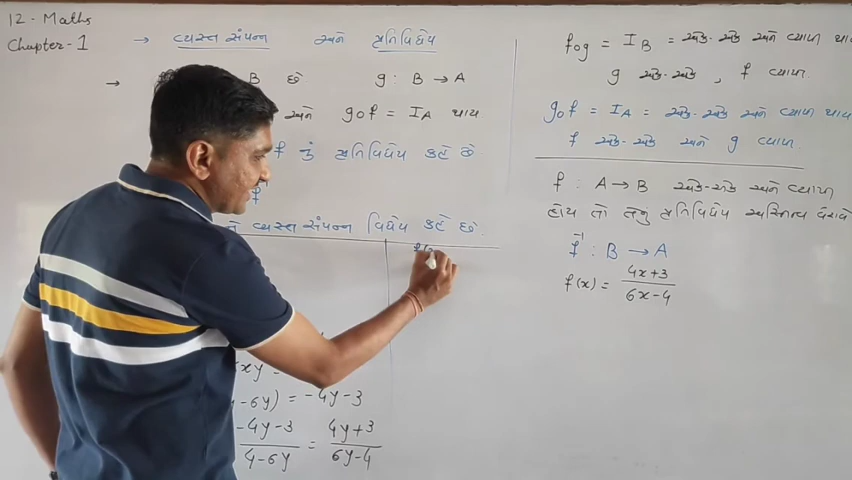 12 - Maths
Chapter-1
→ વ્યસ્ત સંપન્ન અને પ્રતિવિધેય
→ B છે g : B → A
અને gof = I_A થાય
f નું પ્રતિવિધેય કહે છે
f⁻¹
ને વ્યસ્ત સંપન્ન વિધેય કહે છે.
xy =
- 6y) = -4y-3
-4y-3 / 4-6y = 4y+3 / 6y-4
fog = I_B = એક-એક અને વ્યાપ્ત
g એક-એક , f વ્યાપ્ત.
gof = I_A = એક-એક અને વ્યાપ્ત
f એક-એક અને g વ્યાપ્ત.
f : A → B એક-એક અને વ્યાપ્ત
હોય તો તેનું પ્રતિવિધેય અસ્તિત્વ ધરાવે
f⁻¹ : B → A
f(x) = 4x+3 / 6x-4